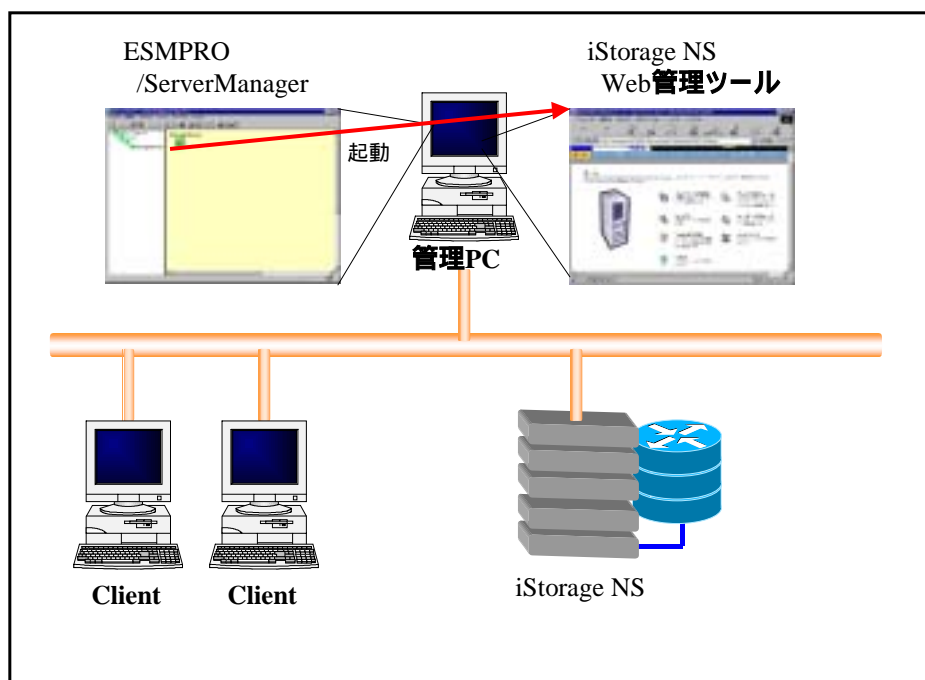 ESMPRO
/ServerManager
iStorage NS
Web管理ツール
起動
管理PC
Client
Client
iStorage NS